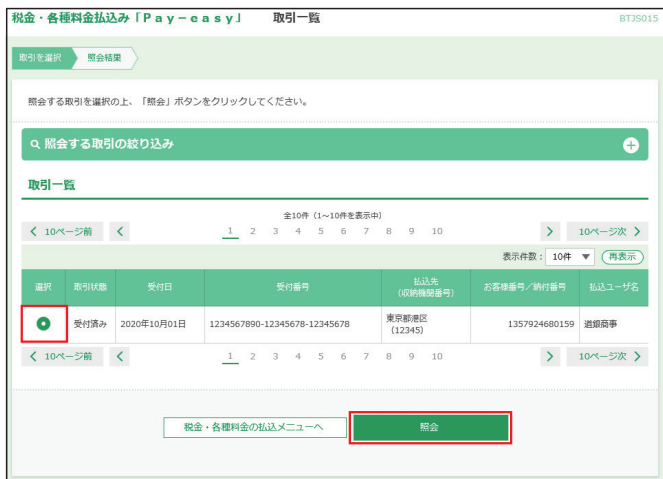 税金・各種料金払込み「Pay-easy」 取引一覧 BTJS015
取引を選択 照会結果
照会する取引を選択の上、「照会」ボタンをクリックしてください。
照会する取引の絞り込み
取引一覧
全10件（1～10件を表示中）
10ページ前 1 2 3 4 5 6 7 8 9 10 10ページ次
表示件数： 10件 ▼ 再表示
選択 取引状態 受付日 受付番号 払込先（収納機関番号） お客様番号／納付番号 払込ユーザ名
受付済み 2020年10月01日 1234567890-12345678-12345678 東京都港区（12345） 1357924680159 道銀商事
10ページ前 1 2 3 4 5 6 7 8 9 10 10ページ次
税金・各種料金の払込メニューへ 照会